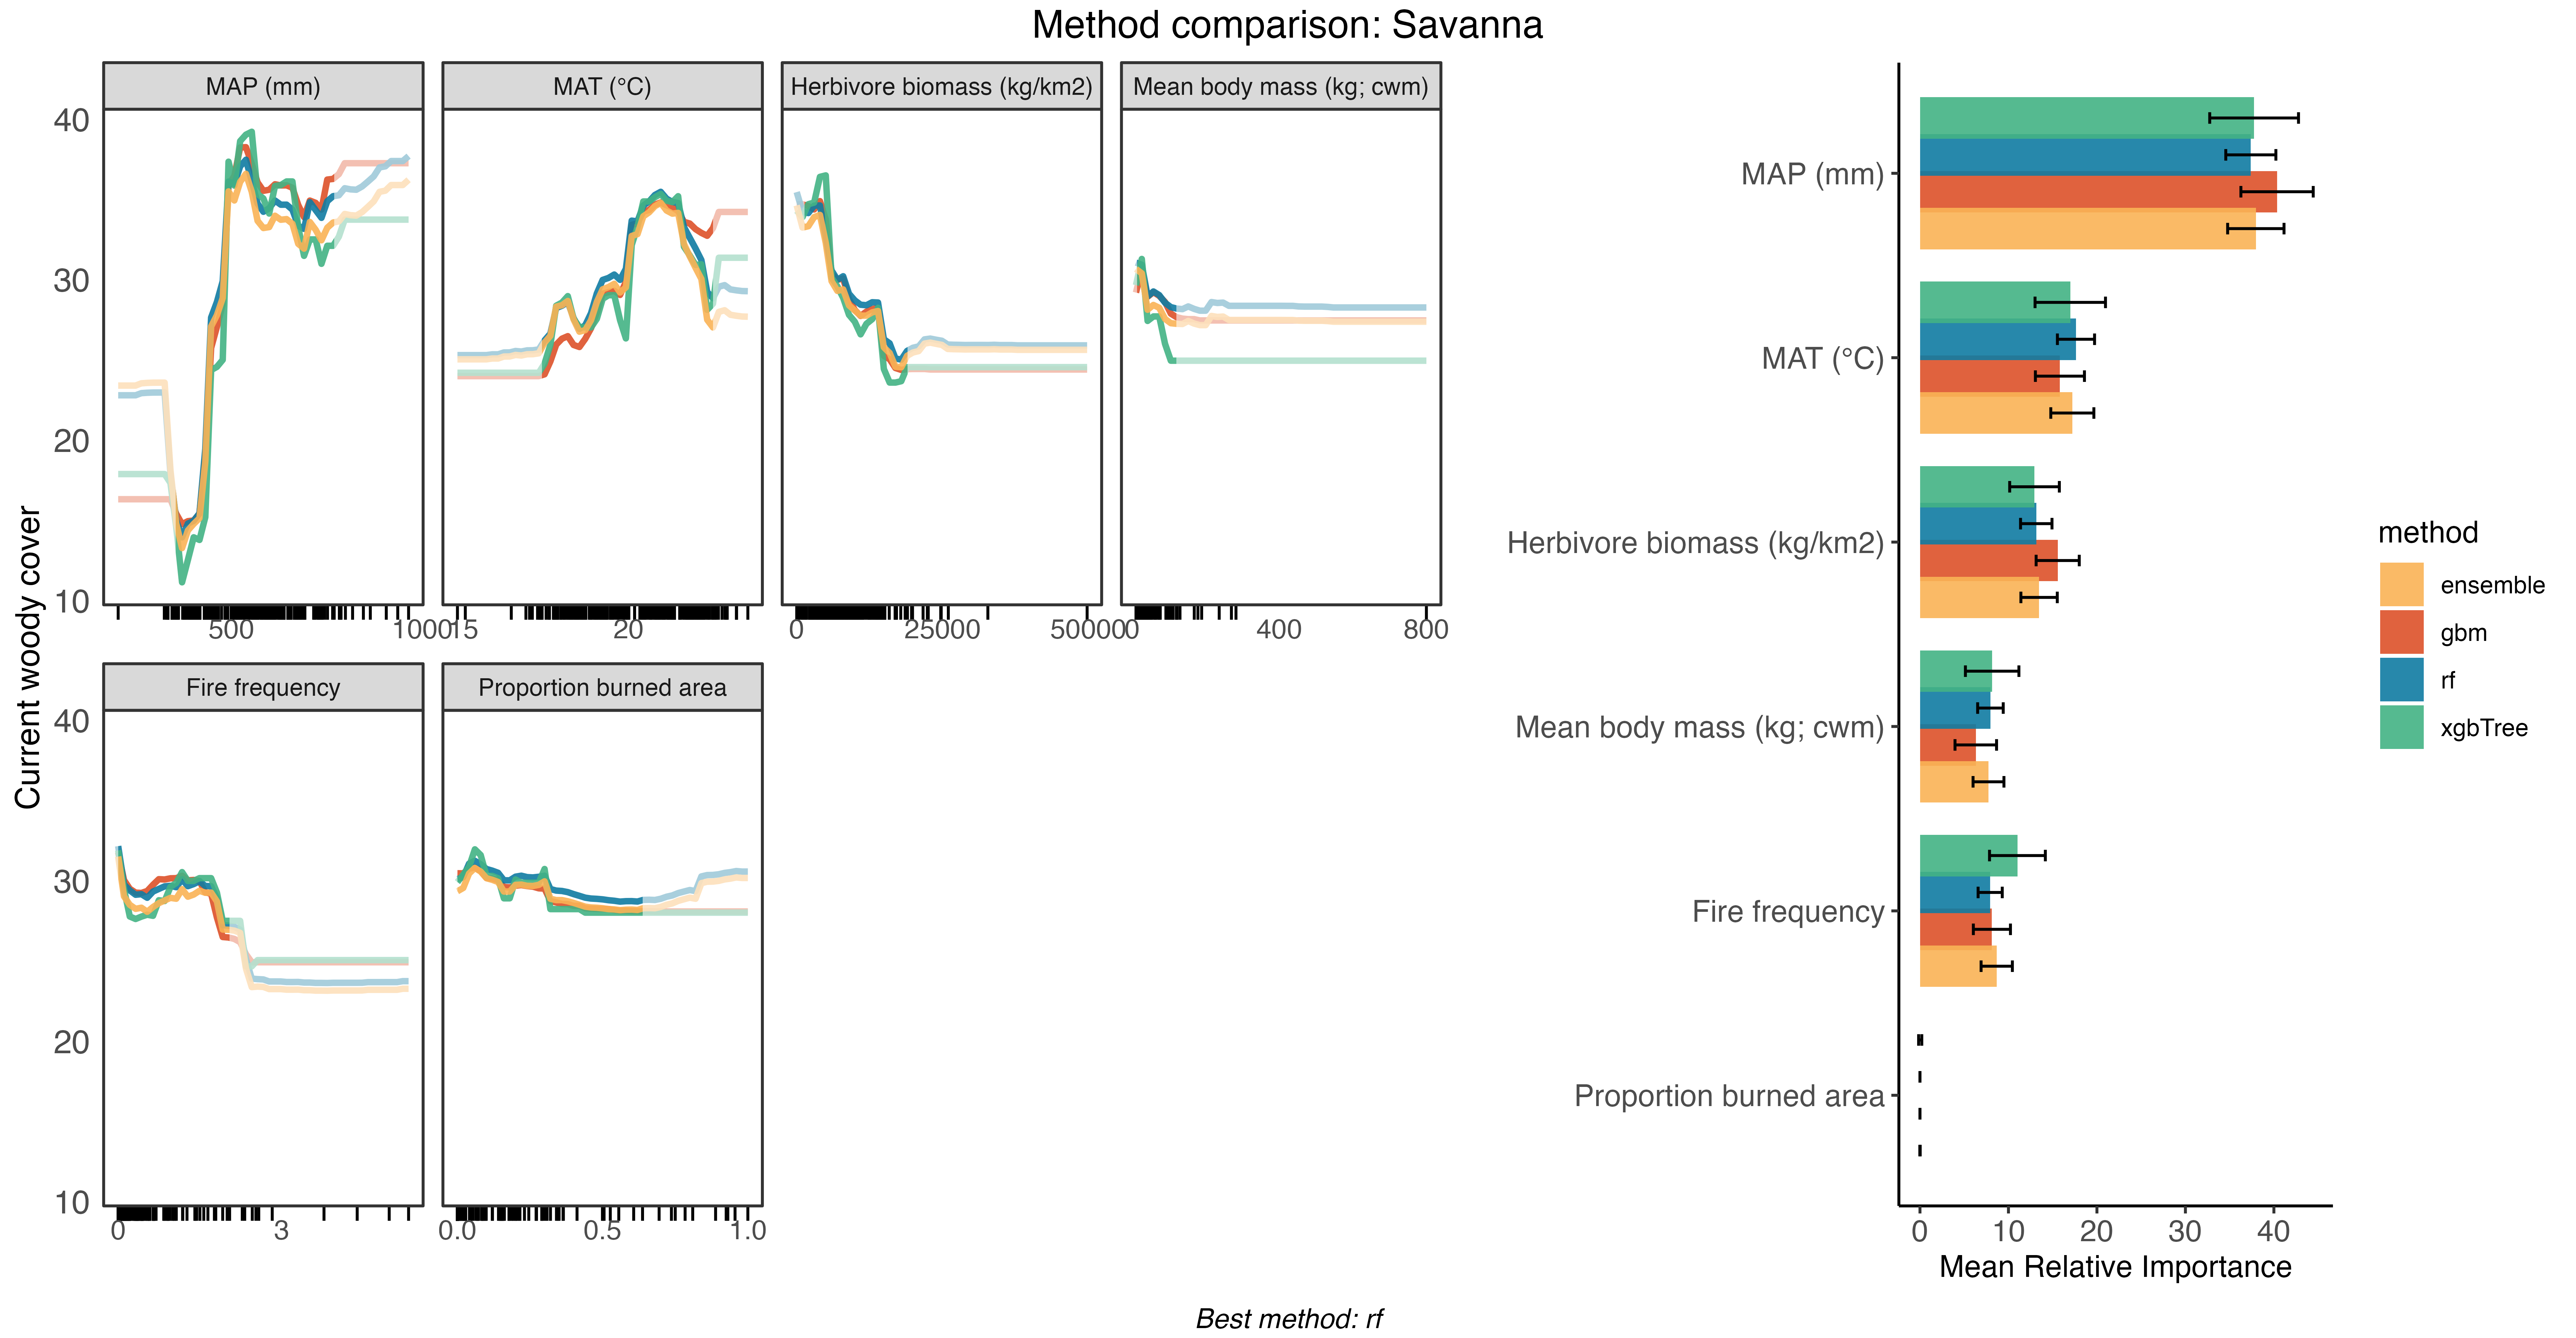 Method comparison: Savanna
MAP (mm)
MAT (°C)
Herbivore biomass (kg/km2)
Mean body mass (kg; cwm)
40
30
20
10
500
1000
15
20
0
25000
50000
0
400
800
Current woody cover
Fire frequency
Proportion burned area
40
30
20
10
0
3
0.0
0.5
1.0
MAP (mm)
MAT (°C)
Herbivore biomass (kg/km2)
Mean body mass (kg; cwm)
Fire frequency
Proportion burned area
0
10
20
30
40
Mean Relative Importance
method
ensemble
gbm
rf
xgbTree
Best method: rf